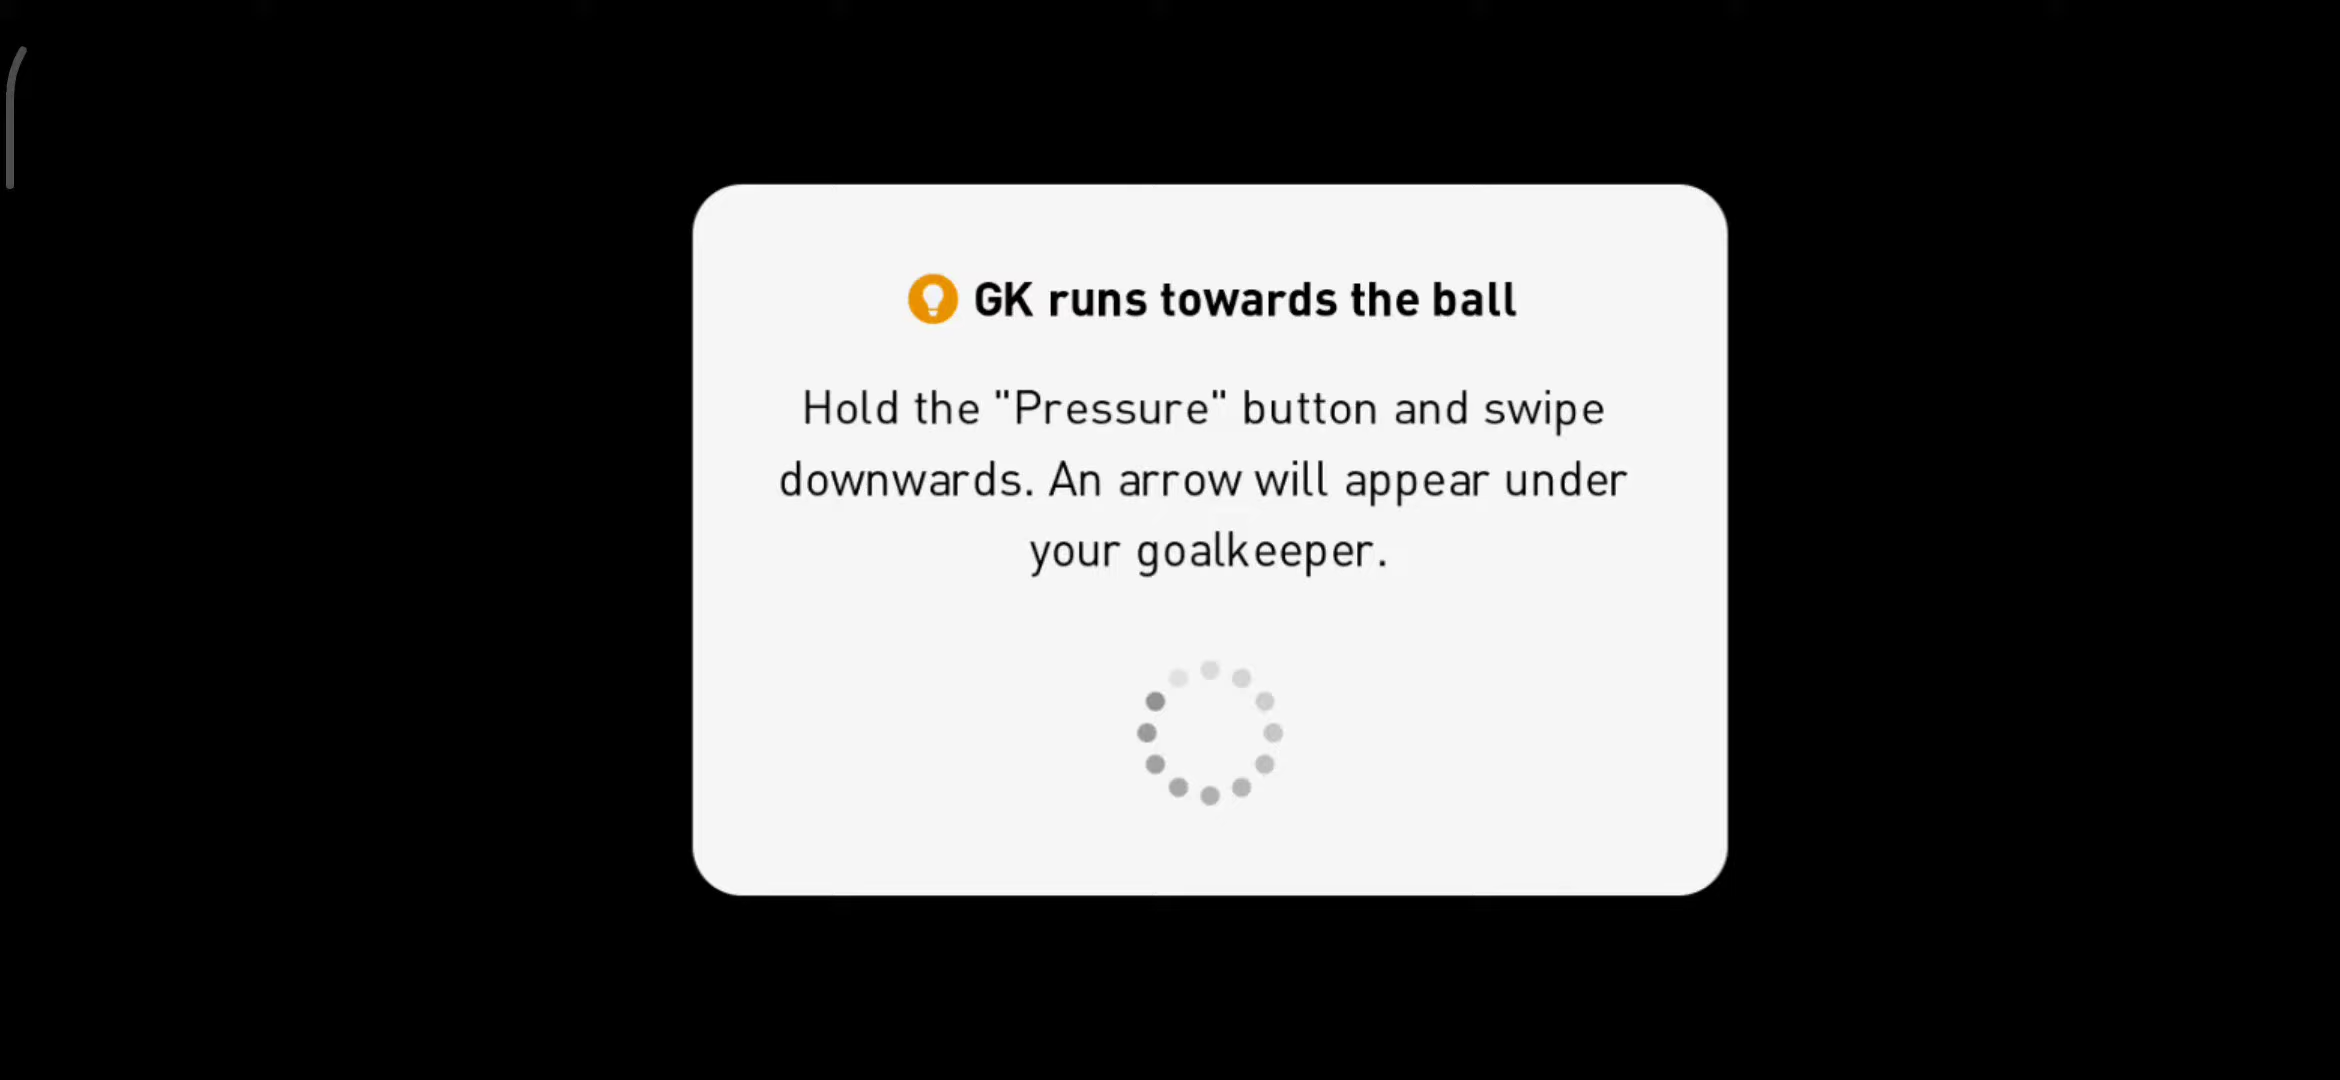 GK runs towards the ball
Hold the "Pressure" button and swipe
downwards. An arrow will appear under
your goalkeeper.